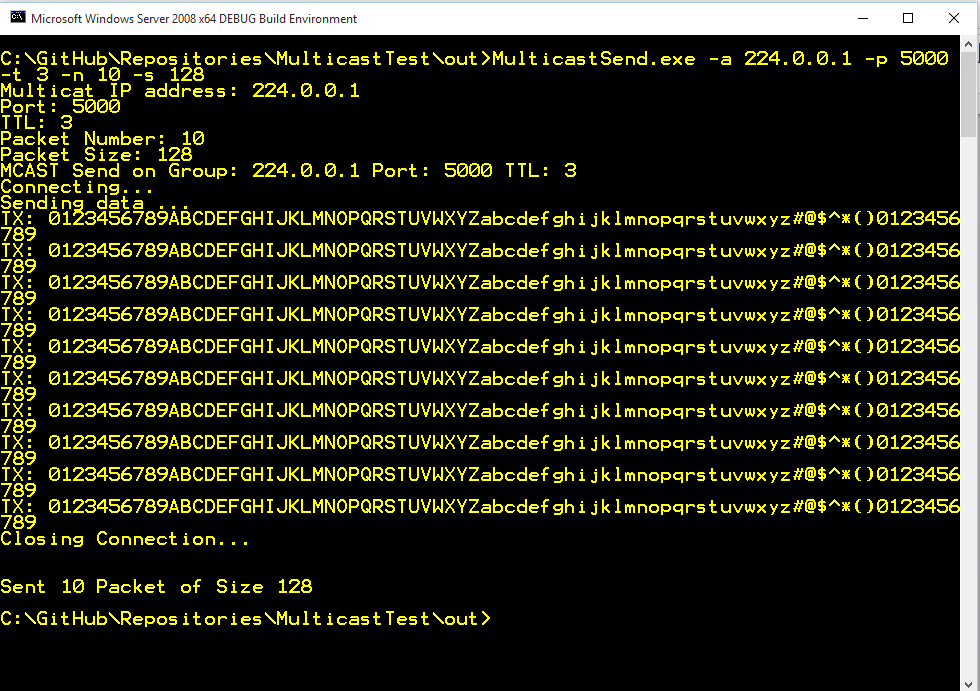 Microsoft Windows Server 2008 x64 DEBUG Build Environment
C:\GitHub\Repositories\MulticastTest\out>MulticastSend.exe -a 224.0.0.1 -p 5000
-t 3 -n 10 -s 128
Multicat IP address: 224.0.0.1
Port: 5000
TTL: 3
Packet Number: 10
Packet Size: 128
MCAST Send on Group: 224.0.0.1 Port: 5000 TTL: 3
Connecting...
Sending data ...
TX: 0123456789ABCDEFGHIJKLMNOPQRSTUVWXYZabcdefghijklmnopqrstuvwxyz#@$^*()0123456
789
TX: 0123456789ABCDEFGHIJKLMNOPQRSTUVWXYZabcdefghijklmnopqrstuvwxyz#@$^*()0123456
789
TX: 0123456789ABCDEFGHIJKLMNOPQRSTUVWXYZabcdefghijklmnopqrstuvwxyz#@$^*()0123456
789
TX: 0123456789ABCDEFGHIJKLMNOPQRSTUVWXYZabcdefghijklmnopqrstuvwxyz#@$^*()0123456
789
TX: 0123456789ABCDEFGHIJKLMNOPQRSTUVWXYZabcdefghijklmnopqrstuvwxyz#@$^*()0123456
789
TX: 0123456789ABCDEFGHIJKLMNOPQRSTUVWXYZabcdefghijklmnopqrstuvwxyz#@$^*()0123456
789
TX: 0123456789ABCDEFGHIJKLMNOPQRSTUVWXYZabcdefghijklmnopqrstuvwxyz#@$^*()0123456
789
TX: 0123456789ABCDEFGHIJKLMNOPQRSTUVWXYZabcdefghijklmnopqrstuvwxyz#@$^*()0123456
789
TX: 0123456789ABCDEFGHIJKLMNOPQRSTUVWXYZabcdefghijklmnopqrstuvwxyz#@$^*()0123456
789
TX: 0123456789ABCDEFGHIJKLMNOPQRSTUVWXYZabcdefghijklmnopqrstuvwxyz#@$^*()0123456
789
Closing Connection...
Sent 10 Packet of Size 128
C:\GitHub\Repositories\MulticastTest\out>